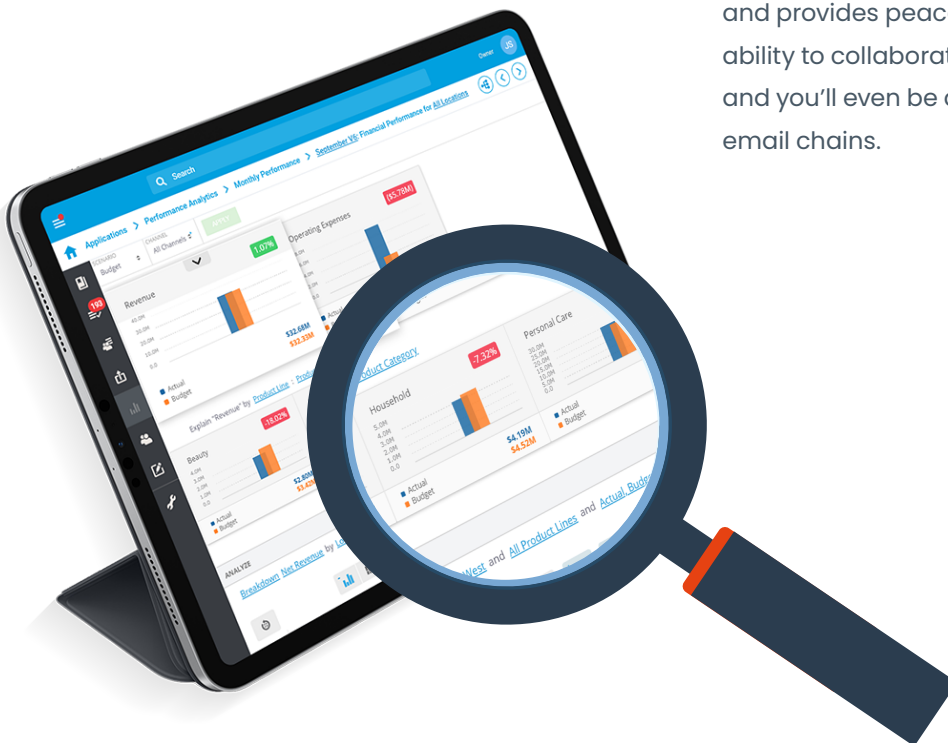 and provides peac
ability to collaborat
and you'll even be
email chains.
Owner JS
Search
Applications > Performance Analytics > Monthly Performance > September V6: Financial Performance for All Locations
SCENARIO
Budget
CHANNEL
All Channels
193
Revenue
1.07%
40.0M
30.0M
20.0M
10.0M
0.0
Actual
Budget
$32.68M
$32.33M
Operating Expenses
($5.78M)
Explain "Revenue" by Product Line
Product Category
Beauty
-18.02%
4.0M
3.0M
2.0M
1.0M
0.0
Actual
Budget
$2.80M
Household
-7.32%
5.0M
4.0M
3.0M
2.0M
1.0M
0.0
Actual
Budget
$4.19M
$4.52M
Personal Care
30.0M
25.0M
20.0M
15.0M
10.0M
5.0M
0.0
Actual
Budget
ANALYZE
Breakdown Net Revenue by
West and All Product Lines and Actual, Budge